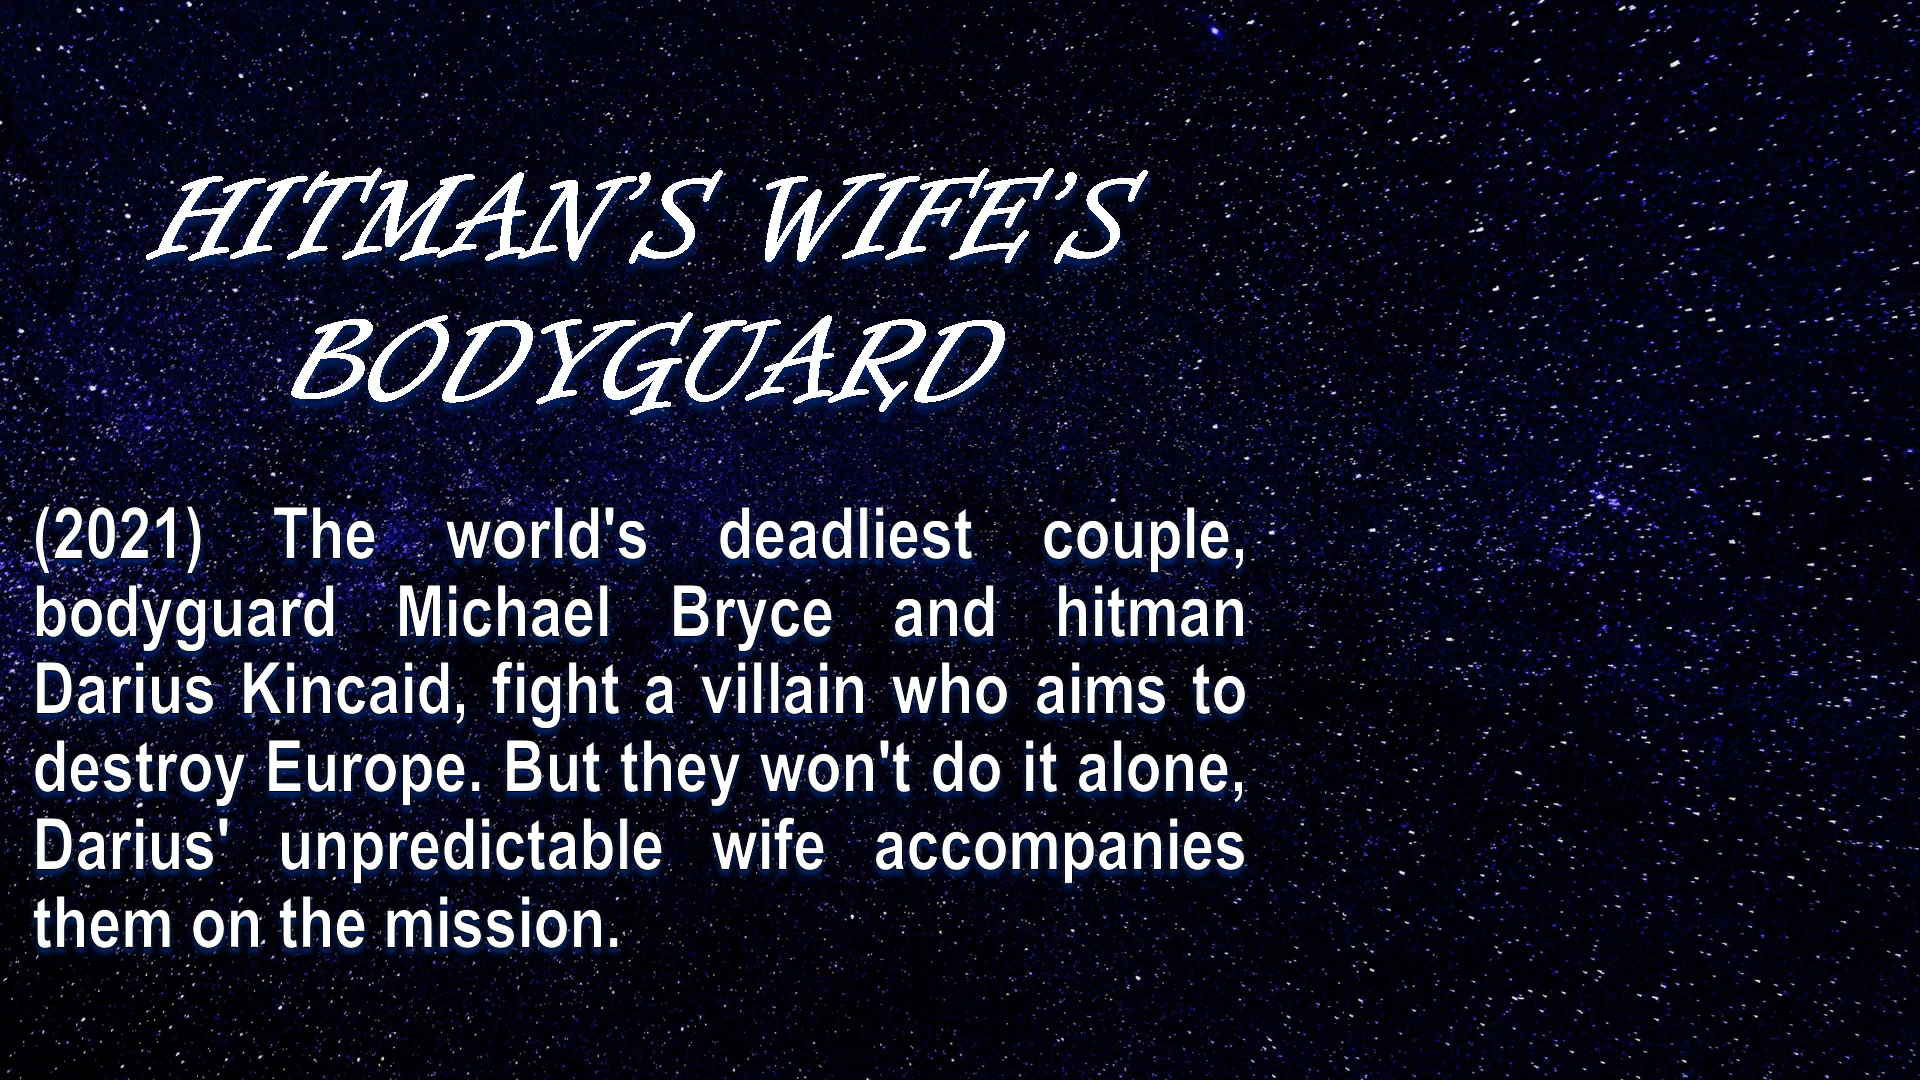 HITMAN’S WIFE’S
BODYGUARD
(2021) The world's deadliest couple,
bodyguard Michael Bryce and hitman
Darius Kincaid, fight a villain who aims to
destroy Europe. But they won't do it alone,
Darius' unpredictable wife accompanies
them on the mission.